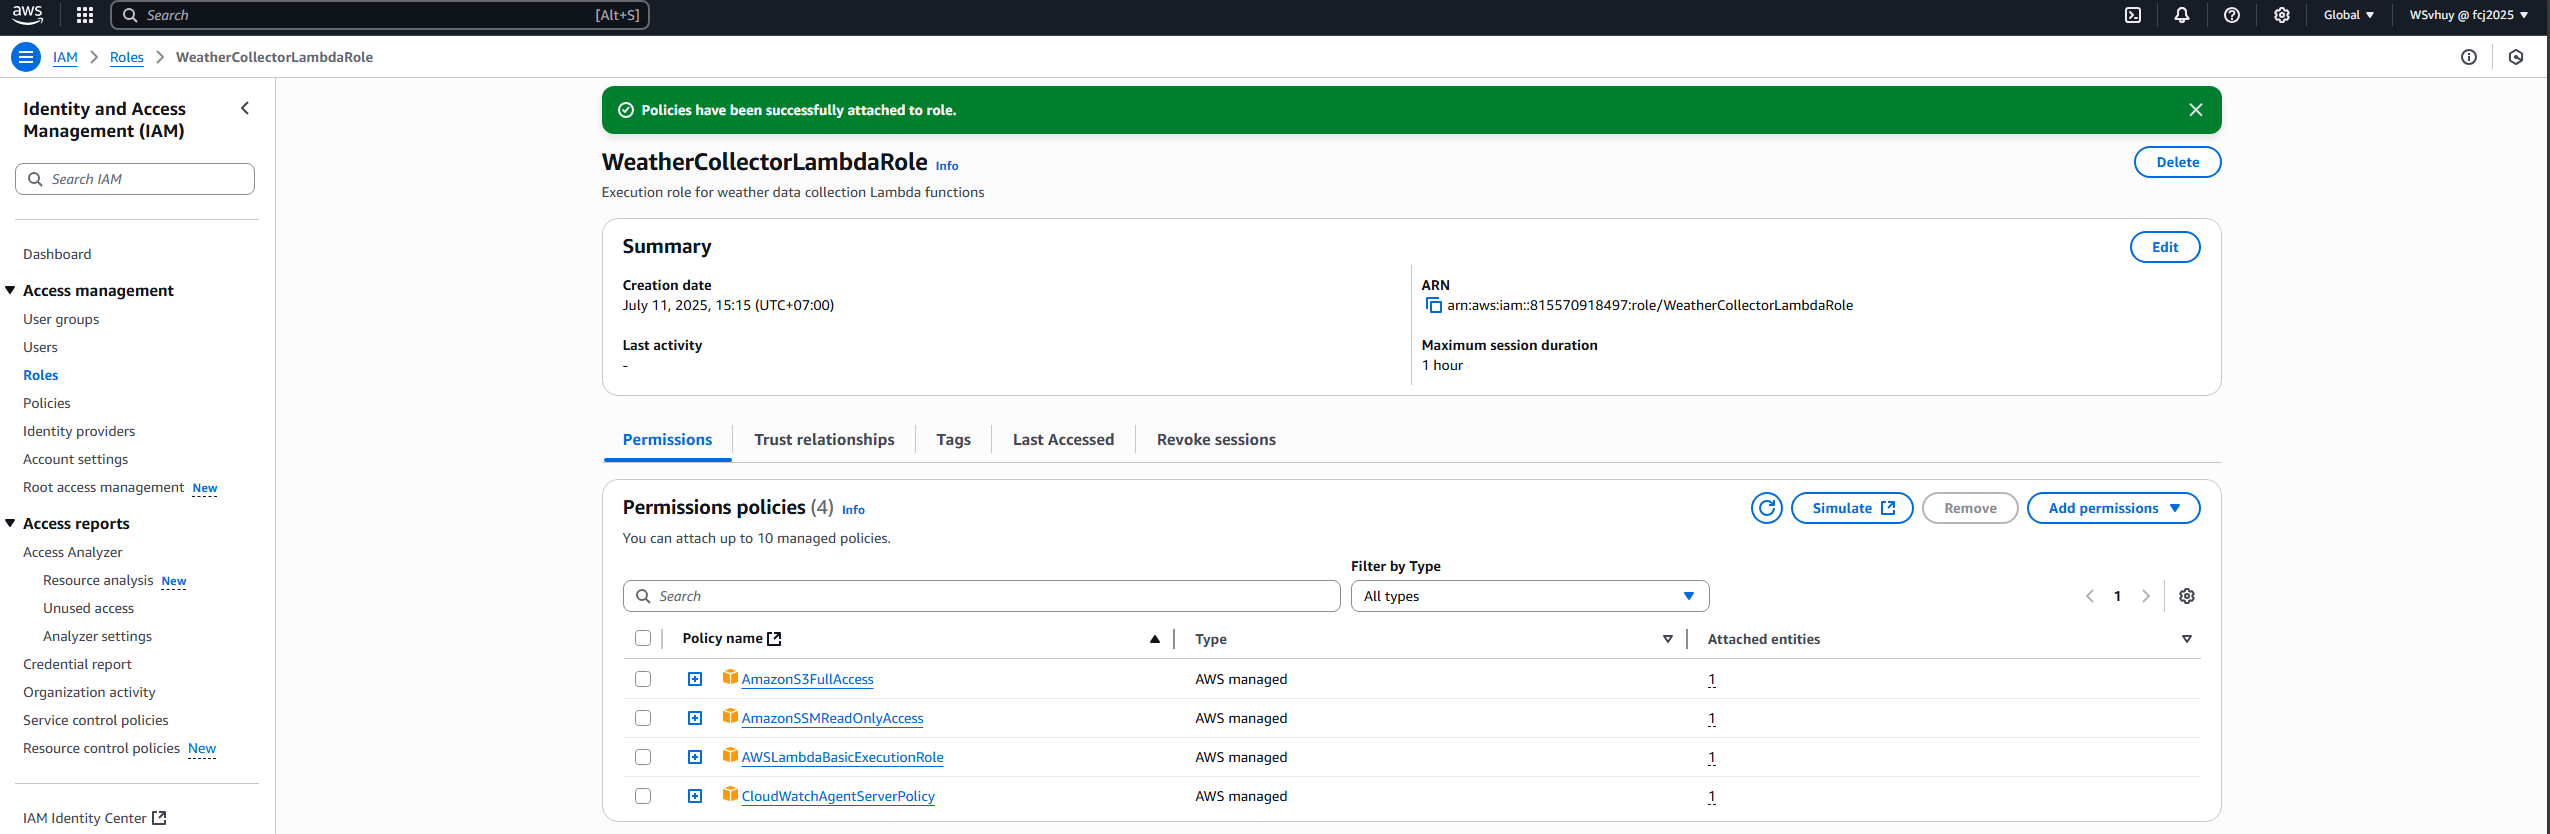 aws
Search
[Alt+S]
Global
WSvhuy @ fcj2025
IAM
Roles
WeatherCollectorLambdaRole
Identity and Access
Management (IAM)
Search IAM
Dashboard
Access management
User groups
Users
Roles
Policies
Identity providers
Account settings
Root access management New
Access reports
Access Analyzer
Resource analysis New
Unused access
Analyzer settings
Credential report
Organization activity
Service control policies
Resource control policies New
IAM Identity Center
Policies have been successfully attached to role.
WeatherCollectorLambdaRole Info
Delete
Execution role for weather data collection Lambda functions
Summary
Edit
Creation date
July 11, 2025, 15:15 (UTC+07:00)
ARN
arn:aws:iam::815570918497:role/WeatherCollectorLambdaRole
Last activity
-
Maximum session duration
1 hour
Permissions
Trust relationships
Tags
Last Accessed
Revoke sessions
Permissions policies (4) Info
Simulate
Remove
Add permissions
You can attach up to 10 managed policies.
Filter by Type
Search
All types
1
Policy name
Type
Attached entities
AmazonS3FullAccess AWS managed 1
AmazonSSMReadOnlyAccess AWS managed 1
AWSLambdaBasicExecutionRole AWS managed 1
CloudWatchAgentServerPolicy AWS managed 1